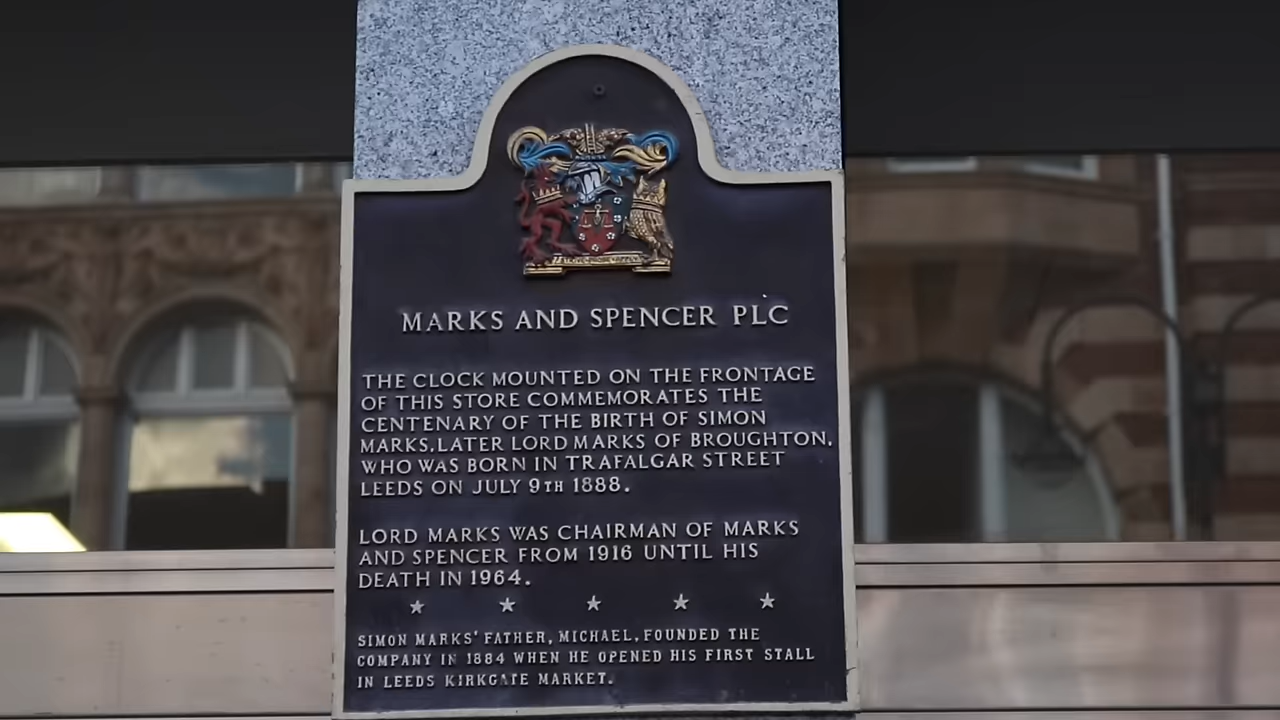 MARKS AND SPENCER PLC
THE CLOCK MOUNTED ON THE FRONTAGE
OF THIS STORE COMMEMORATES THE
CENTENARY OF THE BIRTH OF SIMON
MARKS, LATER LORD MARKS OF BROUGHTON,
WHO WAS BORN IN TRAFALGAR STREET
LEEDS ON JULY 9TH 1888.
LORD MARKS WAS CHAIRMAN OF MARKS
AND SPENCER FROM 1916 UNTIL HIS
DEATH IN 1964.
SIMON MARKS' FATHER, MICHAEL, FOUNDED THE
COMPANY IN 1884 WHEN HE OPENED HIS FIRST STALL
IN LEEDS KIRKGATE MARKET.